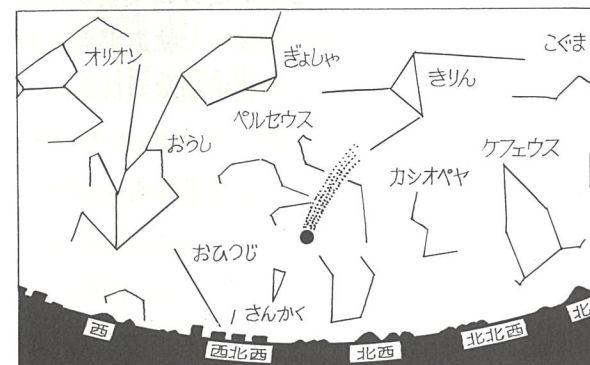 オリオン
ぎょしゃ
きりん
こぐま
ペルセウス
おうし
カシオペヤ
ケフェウス
おひつじ
さんかく
西
西北西
北西
北北西
北